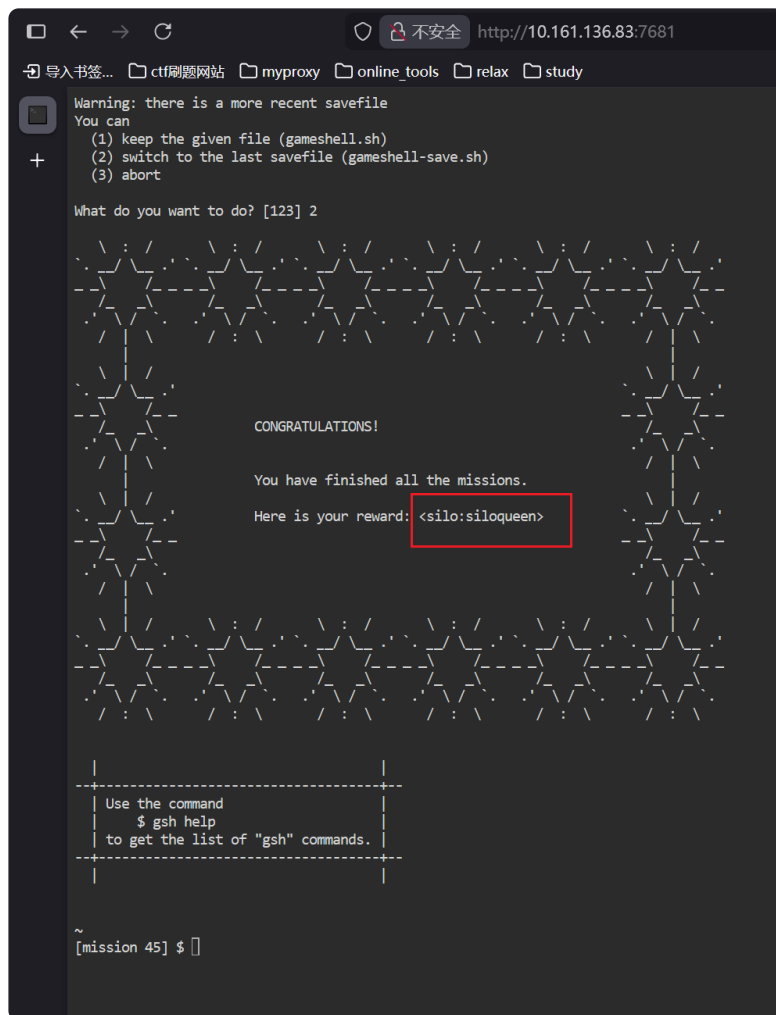 不安全 http://10.161.136.83:7681
导入书签... ctf刷题网站 myproxy online_tools relax study
Warning: there is a more recent savefile
You can
(1) keep the given file (gameshell.sh)
(2) switch to the last savefile (gameshell-save.sh)
(3) abort
What do you want to do? [123] 2
CONGRATULATIONS!
You have finished all the missions.
Here is your reward: <silo:siloqueen>
Use the command
$ gsh help
to get the list of "gsh" commands.
~
[mission 45] $